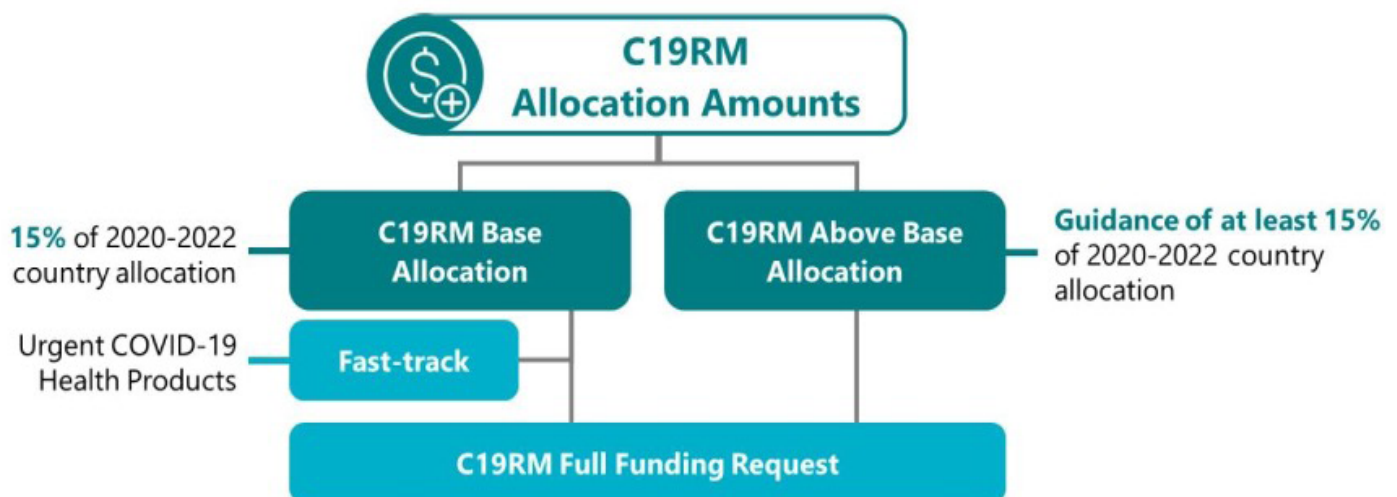 C19RM
Allocation Amounts
15% of 2020-2022
country allocation
C19RM Base
Allocation
C19RM Above Base
Allocation
Guidance of at least 15%
of 2020-2022 country
allocation
Urgent COVID-19
Health Products
Fast-track
C19RM Full Funding Request